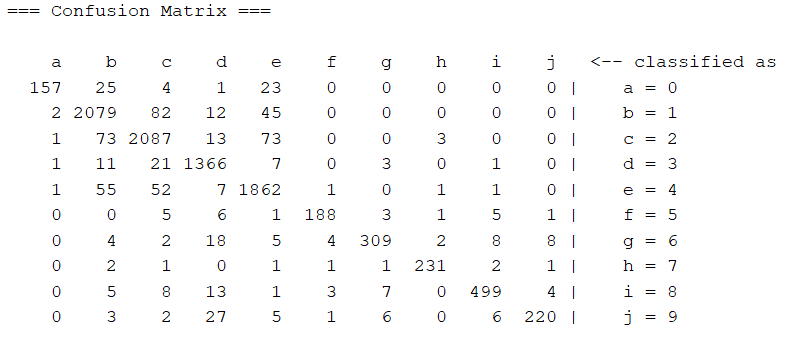 === Confusion Matrix ===
a b c d e f g h i j <-- classified as
157 25 4 1 23 0 0 0 0 0 | a = 0
2 2079 82 12 45 0 0 0 0 0 | b = 1
1 73 2087 13 73 0 0 3 0 0 | c = 2
1 11 21 1366 7 0 3 0 1 0 | d = 3
1 55 52 7 1862 1 0 1 1 0 | e = 4
0 0 5 6 1 188 3 1 5 1 | f = 5
0 4 2 18 5 4 309 2 8 8 | g = 6
0 2 1 0 1 1 1 231 2 1 | h = 7
0 5 8 13 1 3 7 0 499 4 | i = 8
0 3 2 27 5 1 6 0 6 220 | j = 9